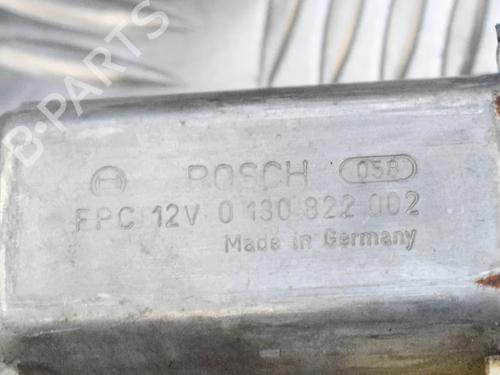 B-PARTS
BOSCH 058
FPC 12V 0 130 822 002
Made in Germany